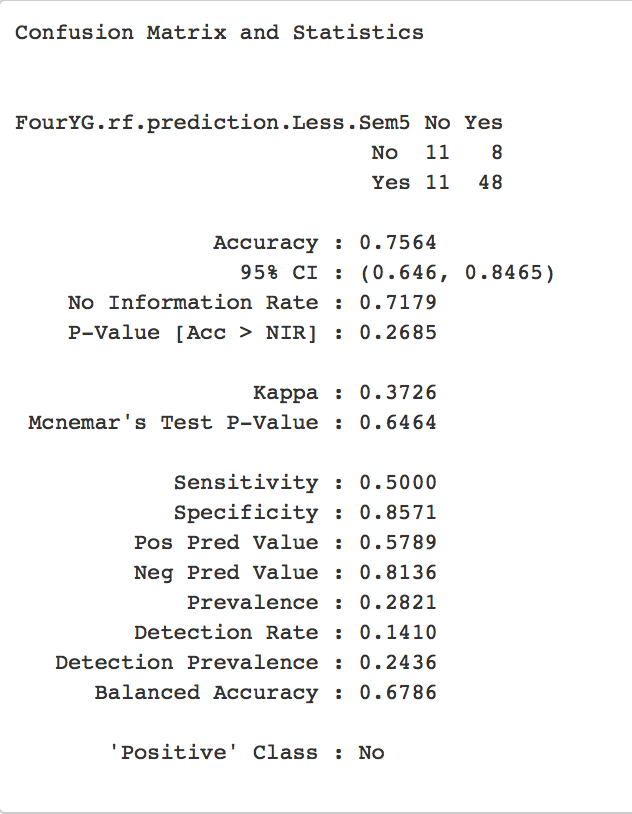 Confusion Matrix and Statistics
FourYG.rf.prediction.Less.Sem5 No Yes
No 11 8
Yes 11 48
Accuracy : 0.7564
95% CI : (0.646, 0.8465)
No Information Rate : 0.7179
P-Value [Acc > NIR] : 0.2685
Kappa : 0.3726
Mcnemar's Test P-Value : 0.6464
Sensitivity : 0.5000
Specificity : 0.8571
Pos Pred Value : 0.5789
Neg Pred Value : 0.8136
Prevalence : 0.2821
Detection Rate : 0.1410
Detection Prevalence : 0.2436
Balanced Accuracy : 0.6786
'Positive' Class : No